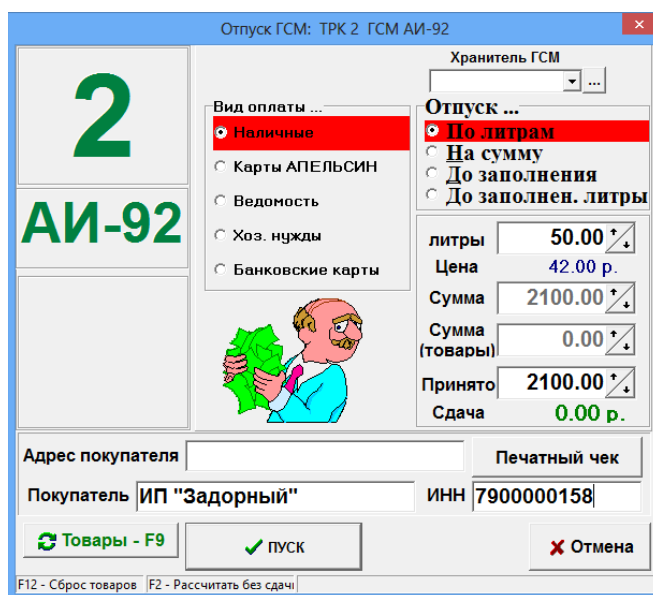 Отпуск ГСМ: ТРК 2 ГСМ АИ-92
2
АИ-92
Хранитель ГСМ
...
Вид оплаты ...
Наличные
Карты АПЕЛЬСИН
Ведомость
Хоз. нужды
Банковские карты
Отпуск ...
По литрам
На сумму
До заполнения
До заполнен. литры
литры 50.00
Цена 42.00 р.
Сумма 2100.00
Сумма (товары) 0.00
Принято 2100.00
Сдача 0.00 р.
Адрес покупателя
Печатный чек
Покупатель ИП "Задорный" ИНН 7900000158
Товары - F9
ПУСК
Отмена
F12 - Сброс товаров F2 - Рассчитать без сдачи